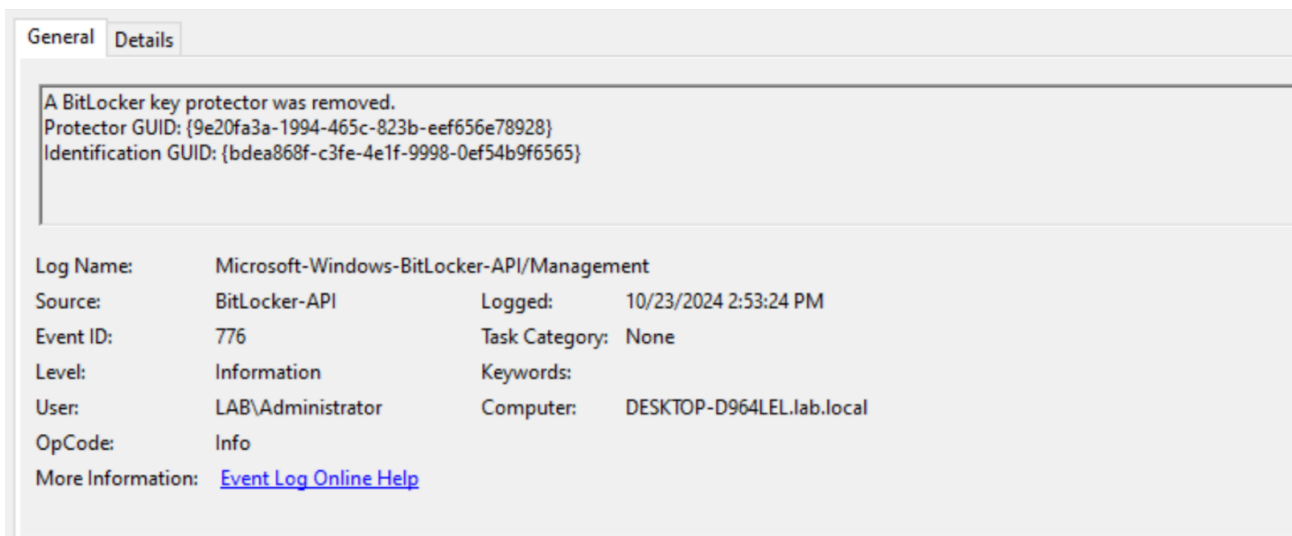 General Details
A BitLocker key protector was removed.
Protector GUID: {9e20fa3a-1994-465c-823b-eef656e78928}
Identification GUID: {bdea868f-c3fe-4e1f-9998-0ef54b9f6565}
Log Name: Microsoft-Windows-BitLocker-API/Management
Source: BitLocker-API Logged: 10/23/2024 2:53:24 PM
Event ID: 776 Task Category: None
Level: Information Keywords:
User: LAB\Administrator Computer: DESKTOP-D964LEL.lab.local
OpCode: Info
More Information: Event Log Online Help